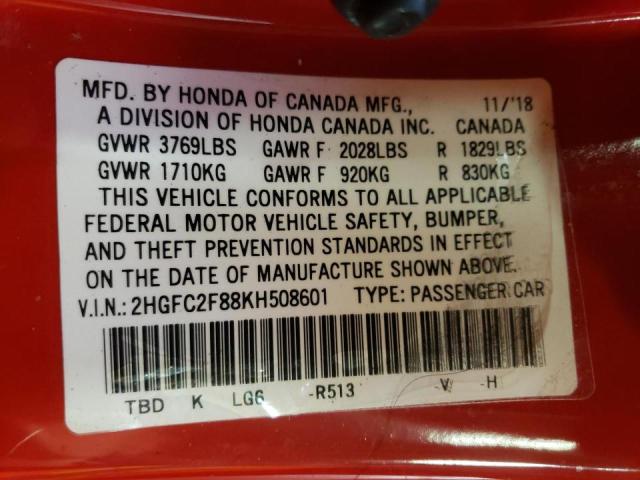 MFD. BY HONDA OF CANADA MFG., 11/'18
A DIVISION OF HONDA CANADA INC. CANADA
GVWR 3769LBS GAWR F 2028LBS R 1829LBS
GVWR 1710KG GAWR F 920KG R 830KG
THIS VEHICLE CONFORMS TO ALL APPLICABLE
FEDERAL MOTOR VEHICLE SAFETY, BUMPER,
AND THEFT PREVENTION STANDARDS IN EFFECT
ON THE DATE OF MANUFACTURE SHOWN ABOVE.
V.I.N.: 2HGFC2F88KH508601 TYPE: PASSENGER CAR
TBD K LG6 -R513 -V -H